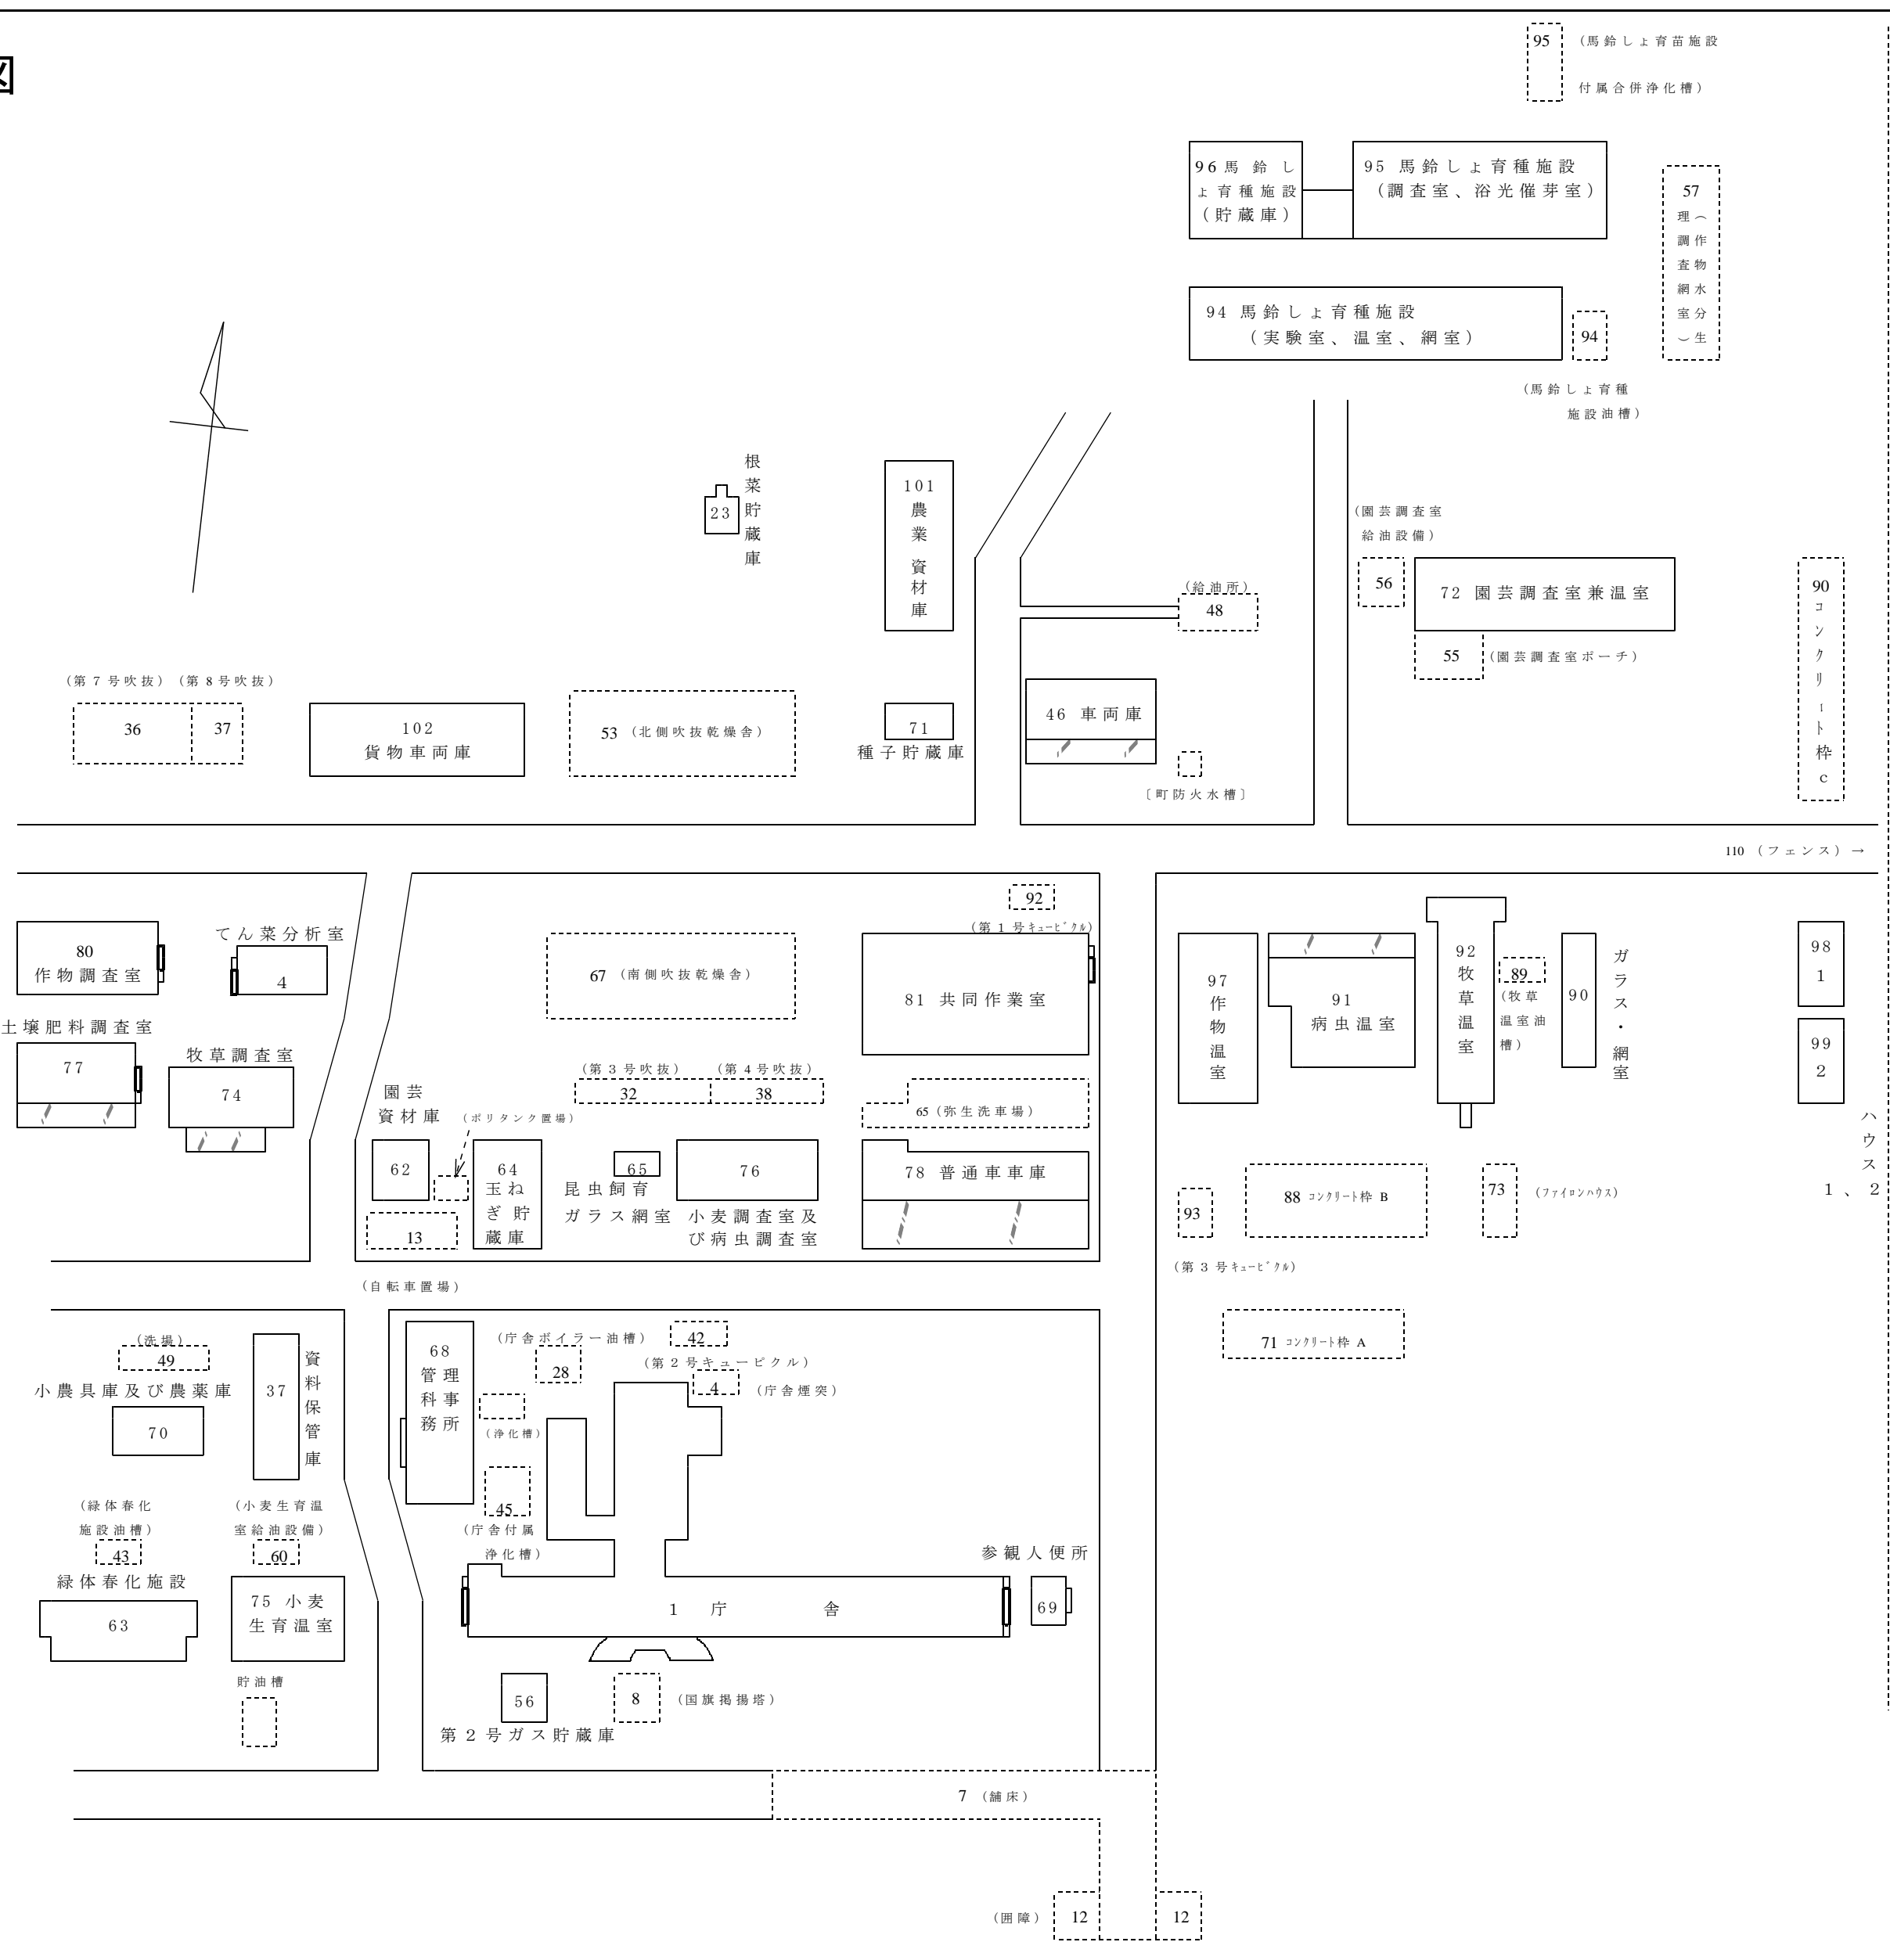 図
95 (馬鈴しょ育苗施設
付属合併浄化槽)
96馬鈴し
ょ育種施設
(貯蔵庫)
95 馬鈴しょ育種施設
(調査室、浴光催芽室)
57
(作物水分生
理調査網室)
94 馬鈴しょ育種施設
(実験室、温室、網室)
94
(馬鈴しょ育種
施設油槽)
23
根菜貯蔵庫
101
農業資材庫
(園芸調査室
給油設備)
56
72 園芸調査室兼温室
90
コンクリート枠c
(給油所)
48
55 (園芸調査室ポーチ)
(第7号吹抜) (第8号吹抜)
36
37
102
貨物車両庫
53 (北側吹抜乾燥舎)
71
種子貯蔵庫
46 車両庫
〔町防火水槽〕
110 (フェンス) →
80
作物調査室
てん菜分析室
4
67 (南側吹抜乾燥舎)
92
(第1号キュービクル)
81 共同作業室
97
作物温室
91
病虫温室
92
牧草温室
89
(牧草
温室油
槽)
90
ガラス・網室
98
1
99
2
ハウス
1、2
土壌肥料調査室
77
牧草調査室
74
(第3号吹抜) (第4号吹抜)
32
38
65 (弥生洗車場)
園芸
資材庫
(ポリタンク置場)
62
64
玉ね
ぎ貯
蔵庫
65
昆虫飼育
ガラス網室
76
小麦調査室及
び病虫調査室
78 普通車車庫
13
93
(第3号キュービクル)
88 コンクリート枠 B
73
(ファイロンハウス)
(自転車置場)
71 コンクリート枠 A
(洗場)
49
小農具庫及び農薬庫
70
37
資料保管庫
68
管理
科事
務所
(庁舎ボイラー油槽)
28
42
(第2号キュービクル)
4
(庁舎煙突)
(浄化槽)
45
(庁舎付属
浄化槽)
(緑体春化
施設油槽)
43
緑体春化施設
63
(小麦生育温
室給油設備)
60
75 小麦
生育温室
貯油槽
1 庁 舎
参観人便所
69
56
第2号ガス貯蔵庫
8
(国旗掲揚塔)
7 (舗床)
(囲障)
12
12